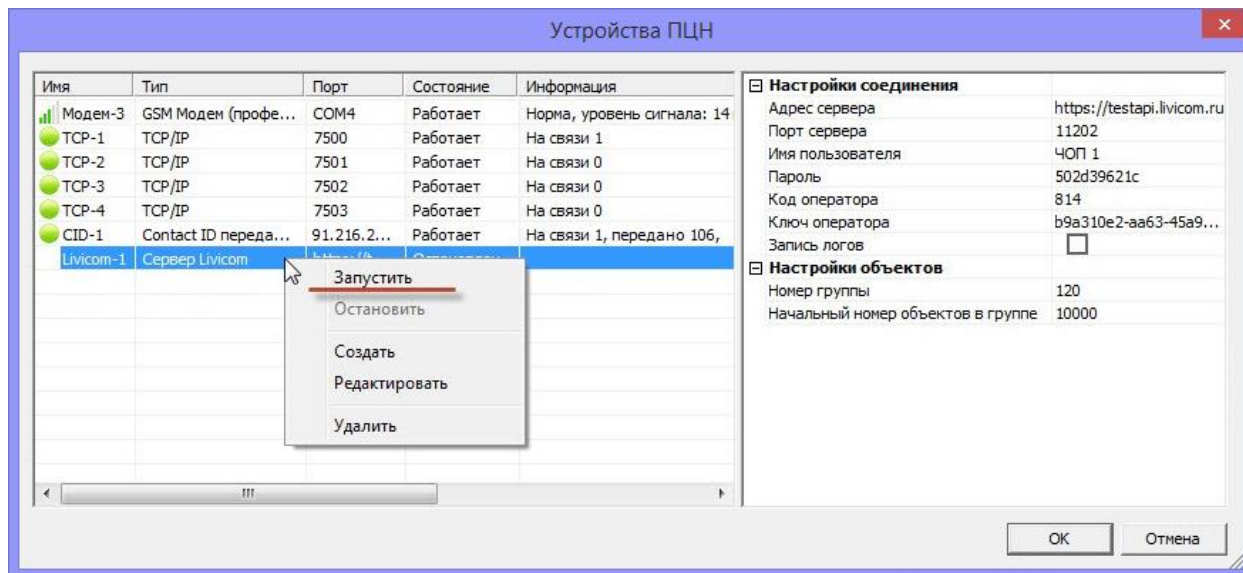 Устройства ПЦН
Имя Тип Порт Состояние Информация
Модем-3 GSM Модем (профе... COM4 Работает Норма, уровень сигнала: 14
TCP-1 TCP/IP 7500 Работает На связи 1
TCP-2 TCP/IP 7501 Работает На связи 0
TCP-3 TCP/IP 7502 Работает На связи 0
TCP-4 TCP/IP 7503 Работает На связи 0
CID-1 Contact ID переда... 91.216.2... Работает На связи 1, передано 106,
Livicom-1 Сервер Livicom
Запустить
Остановить
Создать
Редактировать
Удалить
Настройки соединения
Адрес сервера https://testapi.livicom.ru
Порт сервера 11202
Имя пользователя ЧОП 1
Пароль 502d39621c
Код оператора 814
Ключ оператора b9a310e2-aa63-45a9...
Запись логов
Настройки объектов
Номер группы 120
Начальный номер объектов в группе 10000
OK Отмена